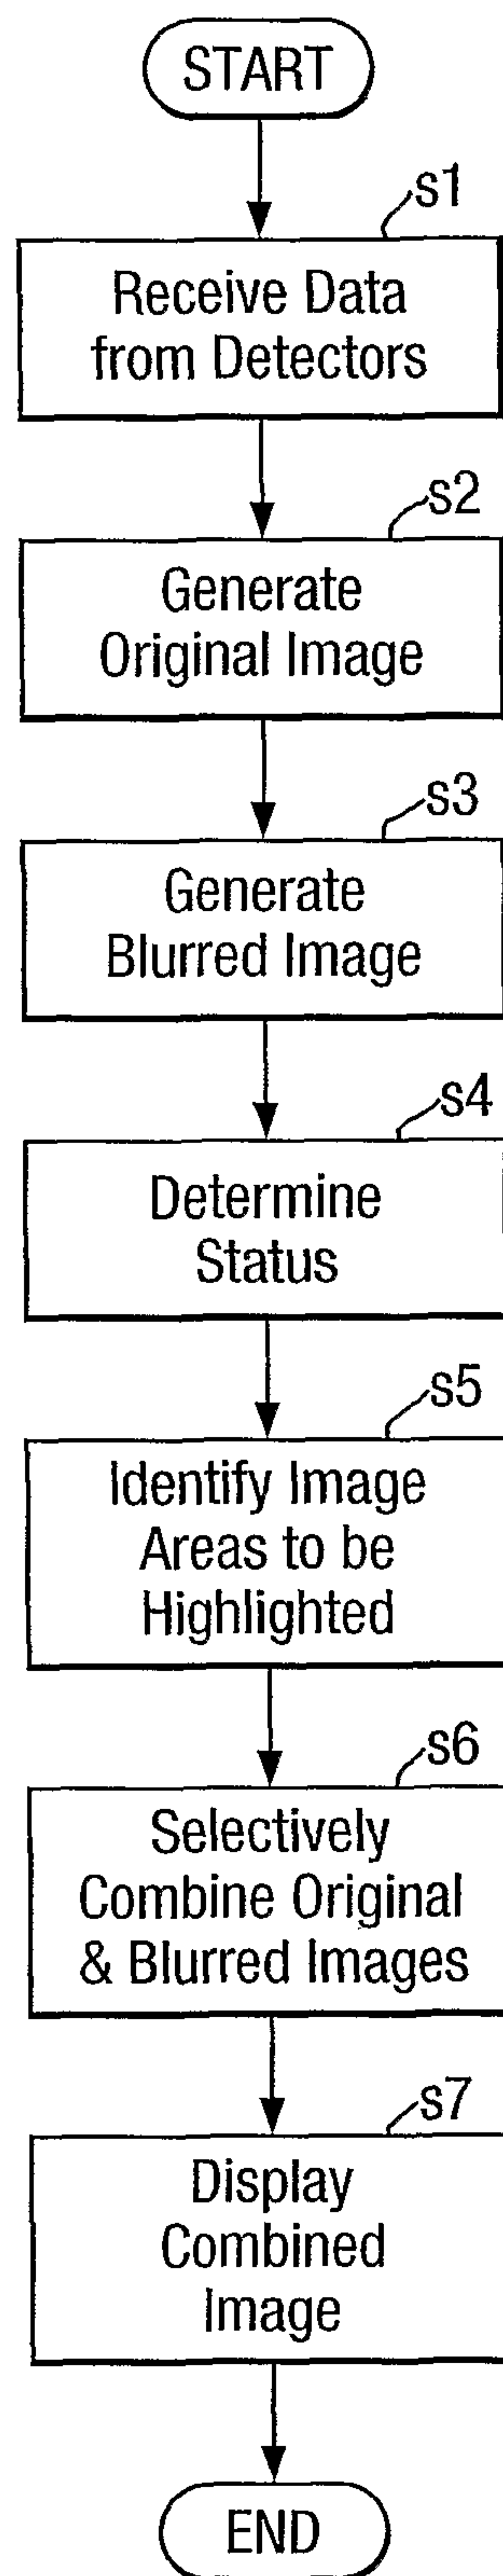 START
s1
Receive Data
from Detectors
s2
Generate
Original Image
s3
Generate
Blurred Image
s4
Determine
Status
s5
Identify Image
Areas to be
Highlighted
s6
Selectively
Combine Original
& Blurred Images
s7
Display
Combined
Image
END